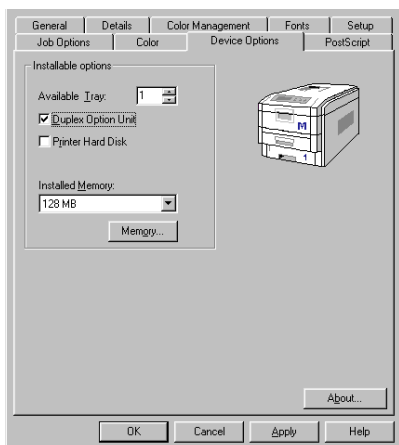 General Details Color Management Fonts Setup
Job Options Color Device Options PostScript
Installable options
Available Tray: 1
Duplex Option Unit
Printer Hard Disk
Installed Memory:
128 MB
Memory...
M
1
About...
OK Cancel Apply Help